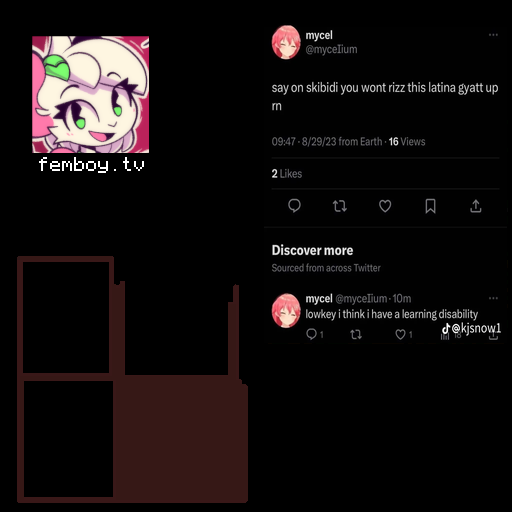 femboy.tv
mycel
@myceIium
say on skibidi you wont rizz this latina gyatt up
rn
09:47 · 8/29/23 from Earth · 16 Views
2 Likes
Discover more
Sourced from across Twitter
mycel @myceIium · 10m
lowkey i think i have a learning disability
1
1
@kjsnow1